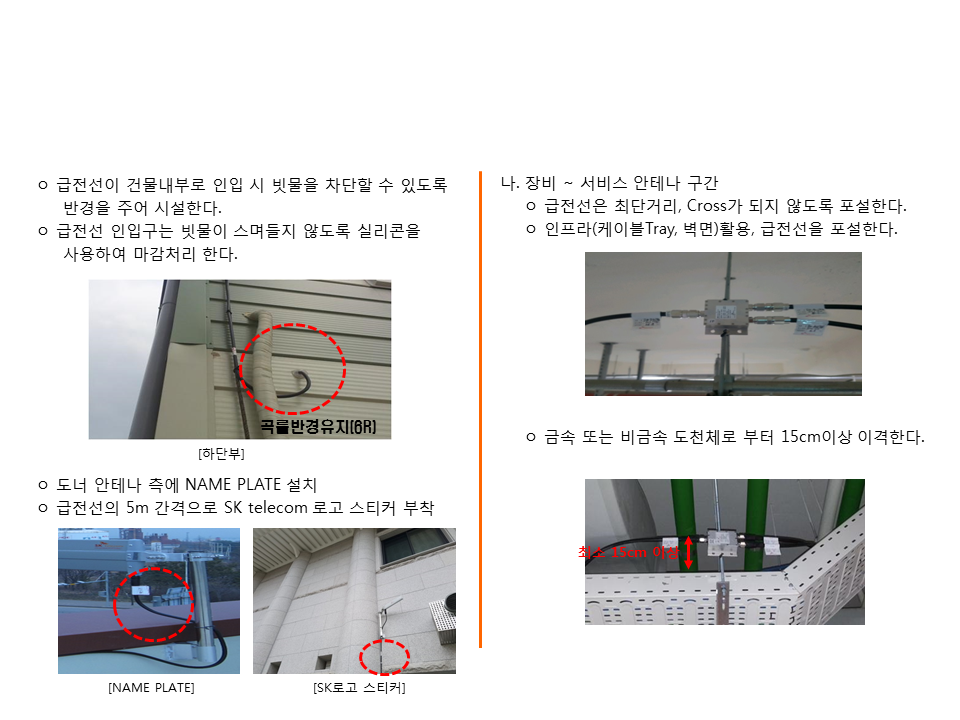 ㅇ 급전선이 건물내부로 인입 시 빗물을 차단할 수 있도록
반경을 주어 시설한다.
ㅇ 급전선 인입구는 빗물이 스며들지 않도록 실리콘을
사용하여 마감처리 한다.
곡률반경유지(6R)
[하단부]
ㅇ 도너 안테나 측에 NAME PLATE 설치
ㅇ 급전선의 5m 간격으로 SK telecom 로고 스티커 부착
[NAME PLATE]
[SK로고 스티커]
나. 장비 ~ 서비스 안테나 구간
ㅇ 급전선은 최단거리, Cross가 되지 않도록 포설한다.
ㅇ 인프라(케이블Tray, 벽면)활용, 급전선을 포설한다.
ㅇ 금속 또는 비금속 도천체로 부터 15cm이상 이격한다.
최소 15cm 이상